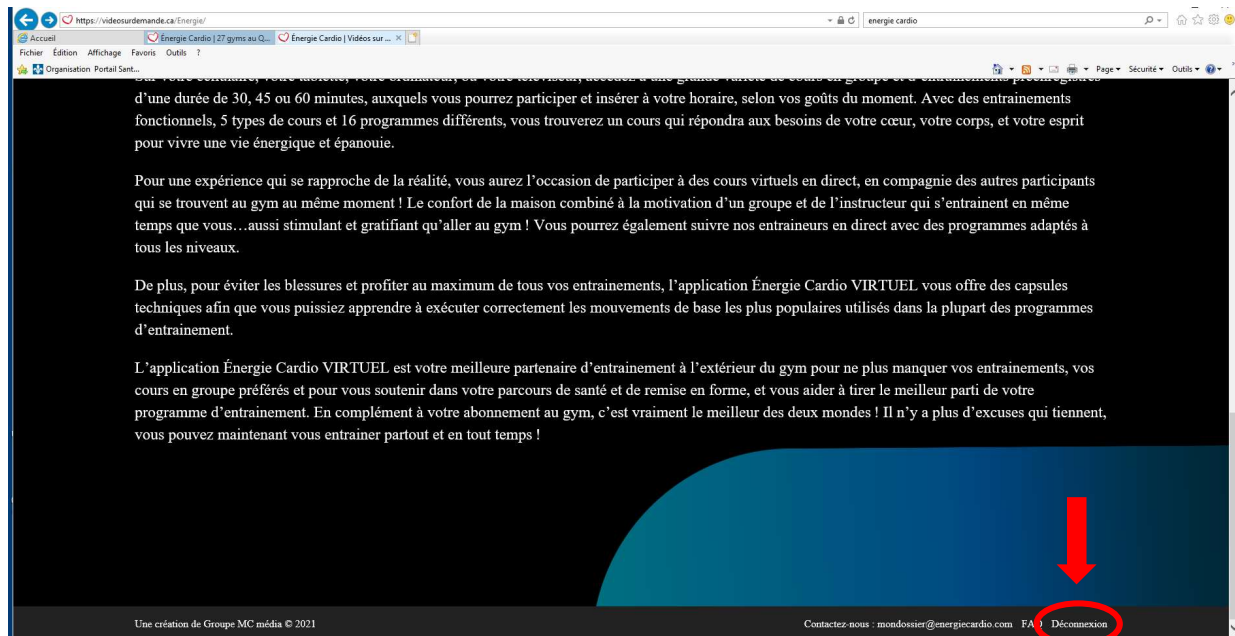 https://videosurdemande.ca/Energie/
energie cardio
Accueil
Énergie Cardio | 27 gyms au Q...
Énergie Cardio | Vidéos sur ...
Fichier Édition Affichage Favoris Outils ?
Organisation Portail Sant...
Page Sécurité Outils
d’une durée de 30, 45 ou 60 minutes, auxquels vous pourrez participer et insérer à votre horaire, selon vos goûts du moment. Avec des entrainements
fonctionnels, 5 types de cours et 16 programmes différents, vous trouverez un cours qui répondra aux besoins de votre cœur, votre corps, et votre esprit
pour vivre une vie énergique et épanouie.
Pour une expérience qui se rapproche de la réalité, vous aurez l’occasion de participer à des cours virtuels en direct, en compagnie des autres participants
qui se trouvent au gym au même moment ! Le confort de la maison combiné à la motivation d’un groupe et de l’instructeur qui s’entrainent en même
temps que vous…aussi stimulant et gratifiant qu’aller au gym ! Vous pourrez également suivre nos entraineurs en direct avec des programmes adaptés à
tous les niveaux.
De plus, pour éviter les blessures et profiter au maximum de tous vos entrainements, l’application Énergie Cardio VIRTUEL vous offre des capsules
techniques afin que vous puissiez apprendre à exécuter correctement les mouvements de base les plus populaires utilisés dans la plupart des programmes
d’entrainement.
L’application Énergie Cardio VIRTUEL est votre meilleure partenaire d’entrainement à l’extérieur du gym pour ne plus manquer vos entrainements, vos
cours en groupe préférés et pour vous soutenir dans votre parcours de santé et de remise en forme, et vous aider à tirer le meilleur parti de votre
programme d’entrainement. En complément à votre abonnement au gym, c’est vraiment le meilleur des deux mondes ! Il n’y a plus d’excuses qui tiennent,
vous pouvez maintenant vous entrainer partout et en tout temps !
Une création de Groupe MC média © 2021
Contactez-nous : mondossier@energiecardio.com FAQ Déconnexion